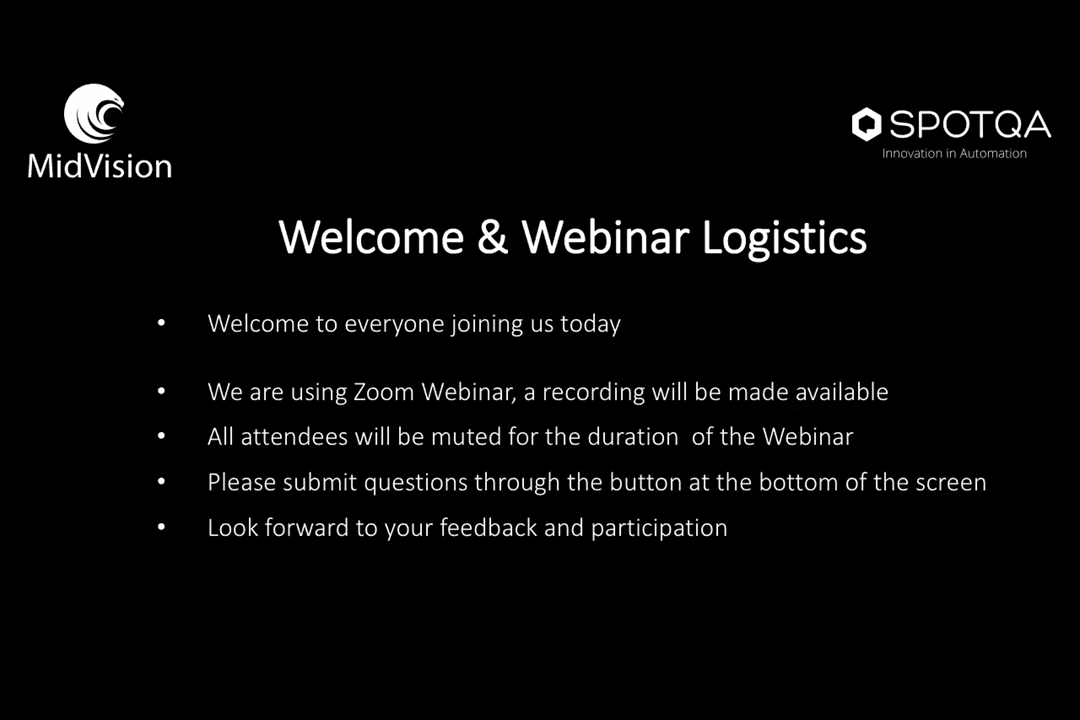 MidVision
SPOTQA
Innovation in Automation
Welcome & Webinar Logistics
• Welcome to everyone joining us today
• We are using Zoom Webinar, a recording will be made available
• All attendees will be muted for the duration of the Webinar
• Please submit questions through the button at the bottom of the screen
• Look forward to your feedback and participation